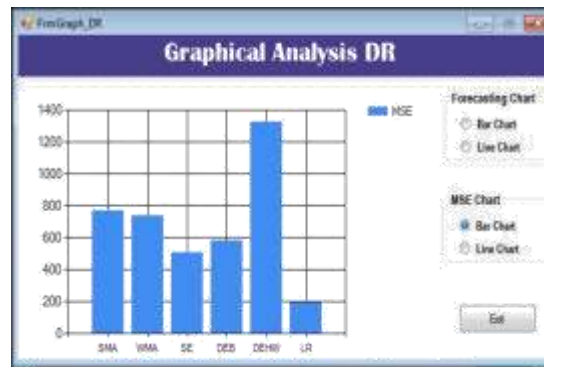 FrmGraph_DR
Graphical Analysis DR
1400
1200
1000
800
600
400
200
0
SMA WMA SE DEB DEHW LR
MSE
Forecasting Chart
Bar Chart
Line Chart
MSE Chart
Bar Chart
Line Chart
Exit